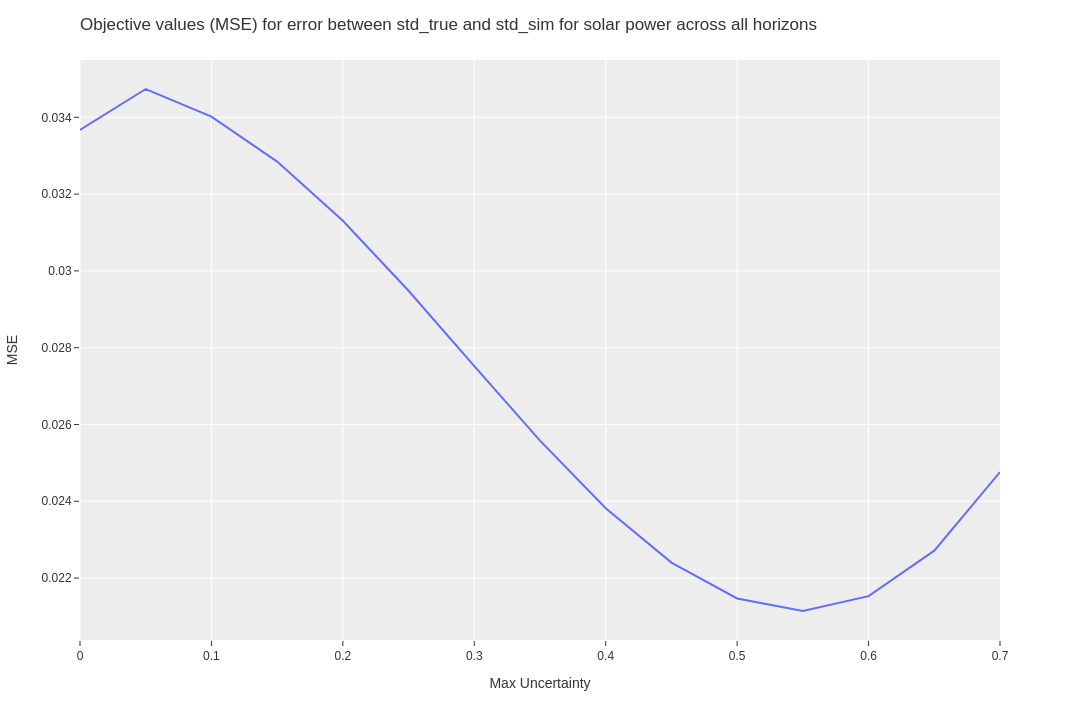 Objective values (MSE) for error between std_true and std_sim for solar power across all horizons
0.034
0.032
0.03
0.028
0.026
0.024
0.022
MSE
0 0.1 0.2 0.3 0.4 0.5 0.6 0.7
Max Uncertainty